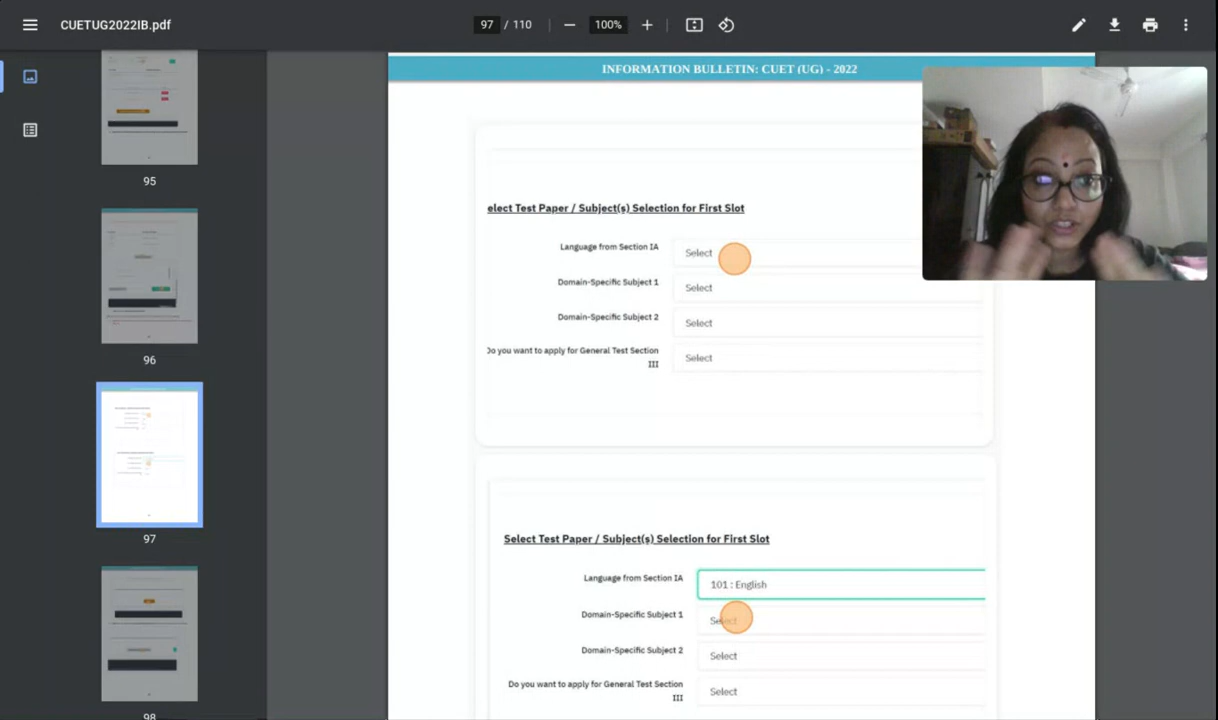 CUETUG2022IB.pdf
97 / 110
100%
INFORMATION BULLETIN: CUET (UG) - 2022
95
96
97
98
elect Test Paper / Subject(s) Selection for First Slot
Language from Section IA
Select
Domain-Specific Subject 1
Select
Domain-Specific Subject 2
Select
Do you want to apply for General Test Section
III
Select
Select Test Paper / Subject(s) Selection for First Slot
Language from Section IA
101 : English
Domain-Specific Subject 1
Select
Domain-Specific Subject 2
Select
Do you want to apply for General Test Section
III
Select